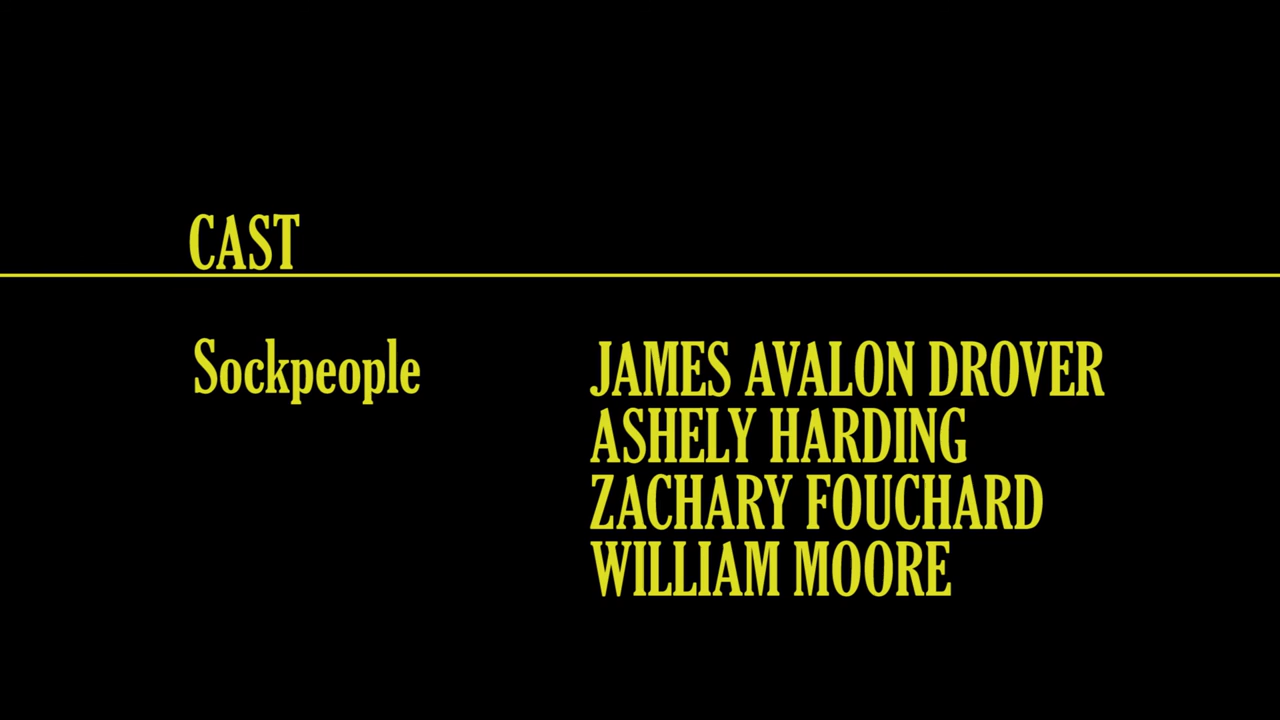 CAST
Sockpeople JAMES AVALON DROVER
ASHELY HARDING
ZACHARY FOUCHARD
WILLIAM MOORE